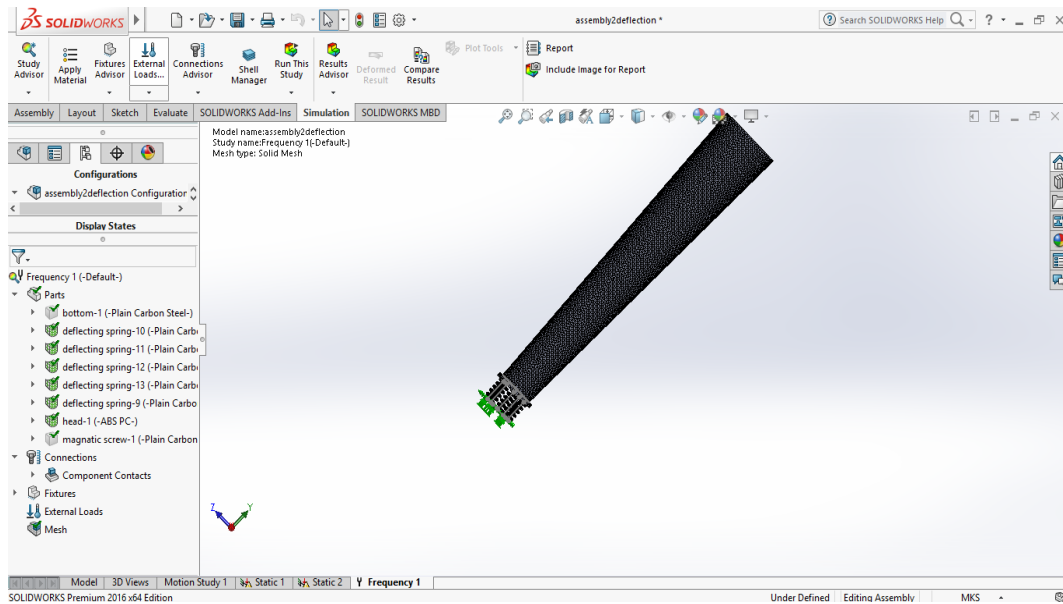 SOLIDWORKS
assembly2deflection *
Search SOLIDWORKS Help
?
Study Advisor
Apply Material
Fixtures Advisor
External Loads...
Connections Advisor
Shell Manager
Run This Study
Results Advisor
Deformed Result
Compare Results
Plot Tools
Report
Include Image for Report
Assembly Layout Sketch Evaluate SOLIDWORKS Add-Ins Simulation SOLIDWORKS MBD
Model name:assembly2deflection
Study name:Frequency 1(-Default-)
Mesh type: Solid Mesh
Configurations
assembly2deflection Configuration
Display States
Frequency 1 (-Default-)
Parts
bottom-1 (-Plain Carbon Steel-)
deflecting spring-10 (-Plain Carb
deflecting spring-11 (-Plain Carb
deflecting spring-12 (-Plain Carb
deflecting spring-13 (-Plain Carb
deflecting spring-9 (-Plain Carbo
head-1 (-ABS PC-)
magnetic screw-1 (-Plain Carbon
Connections
Component Contacts
Fixtures
External Loads
Mesh
Z Y
Model 3D Views Motion Study 1 Static 1 Static 2 Frequency 1
SOLIDWORKS Premium 2016 x64 Edition Under Defined Editing Assembly MKS